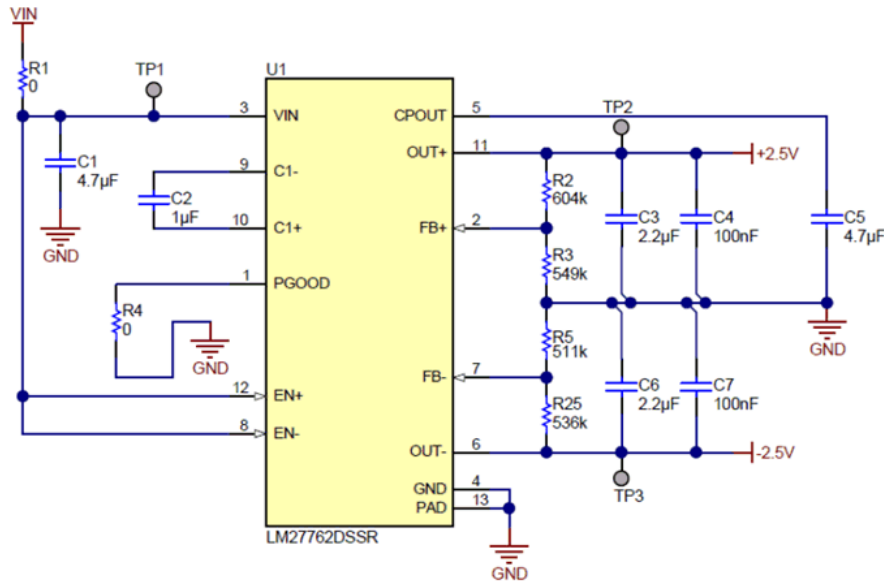 VIN
R1
0
TP1
C1
4.7µF
GND
C2
1µF
R4
0
GND
U1
3
VIN
9
C1-
10
C1+
1
PGOOD
12
EN+
8
EN-
CPOUT
5
OUT+
11
FB+
2
FB-
7
OUT-
6
GND
4
PAD
13
LM27762DSSR
GND
TP2
+2.5V
R2
604k
R3
549k
C3
2.2µF
C4
100nF
C5
4.7µF
GND
R5
511k
R25
536k
C6
2.2µF
C7
100nF
-2.5V
TP3